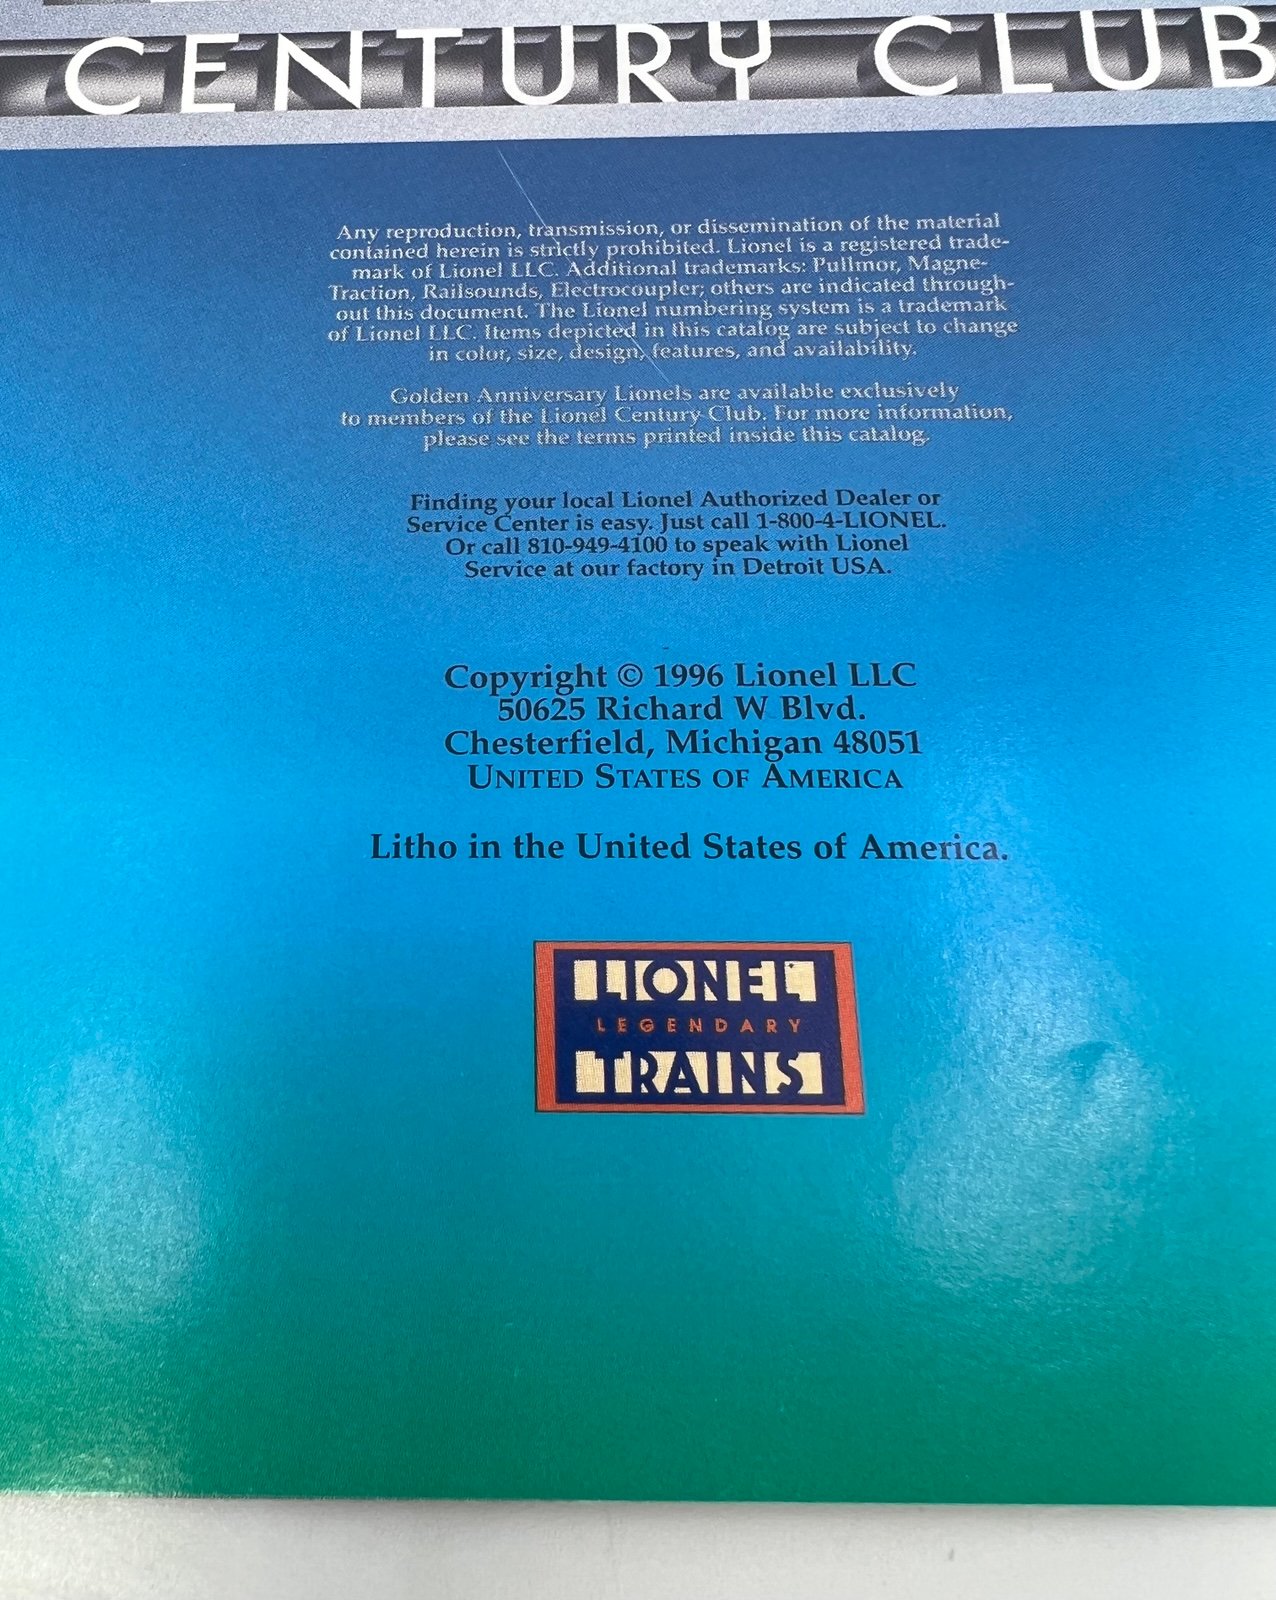 CENTURY CLUB
Any reproduction, transmission, or dissemination of the material
contained herein is strictly prohibited. Lionel is a registered trade-
mark of Lionel LLC. Additional trademarks: Pullmor, Magne-
Traction, Railsounds, Electrocoupler; others are indicated through-
out this document. The Lionel numbering system is a trademark
of Lionel LLC. Items depicted in this catalog are subject to change
in color, size, design, features, and availability.
Golden Anniversary Lionels are available exclusively
to members of the Lionel Century Club. For more information,
please see the terms printed inside this catalog.
Finding your local Lionel Authorized Dealer or
Service Center is easy. Just call 1-800-4-LIONEL.
Or call 810-949-4100 to speak with Lionel
Service at our factory in Detroit USA.
Copyright © 1996 Lionel LLC
50625 Richard W Blvd.
Chesterfield, Michigan 48051
UNITED STATES OF AMERICA
Litho in the United States of America.
LIONEL
LEGENDARY
TRAINS